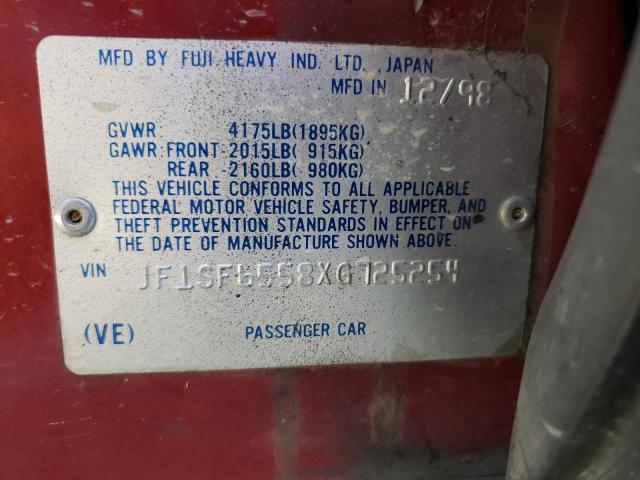 MFD BY FUJI HEAVY IND. LTD., JAPAN
MFD IN 12/98
GVWR: 4175LB(1895KG)
GAWR:FRONT 2015LB( 915KG)
REAR 2160LB( 980KG)
THIS VEHICLE CONFORMS TO ALL APPLICABLE
FEDERAL MOTOR VEHICLE SAFETY, BUMPER, AND
THEFT PREVENTION STANDARDS IN EFFECT ON
THE DATE OF MANUFACTURE SHOWN ABOVE.
VIN JF1SF6558XG725254
(VE) PASSENGER CAR